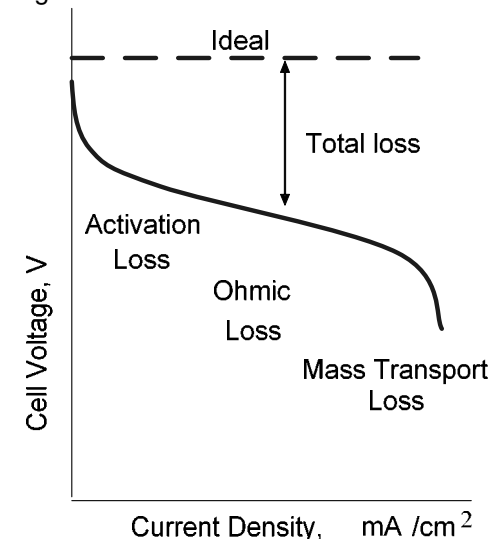 Ideal
Total loss
Activation
Loss
Ohmic
Loss
Mass Transport
Loss
Cell Voltage, V
Current Density, mA /cm2